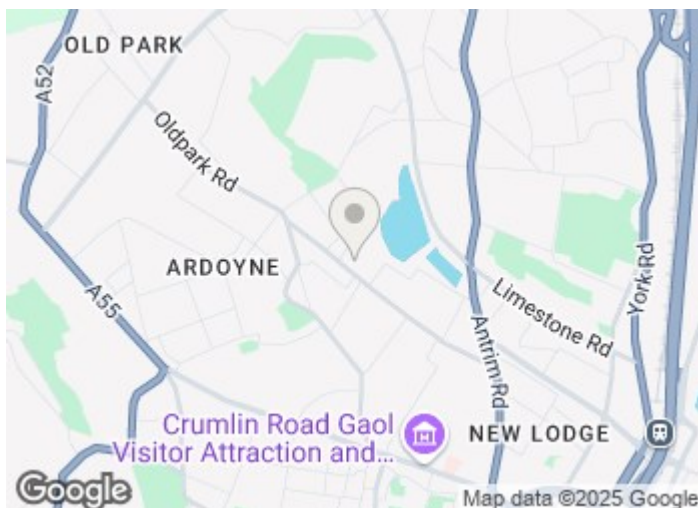 OLD PARK
A52
Oldpark Rd
ARDOYNE
A55
Limestone Rd
York Rd
Antrim Rd
Crumlin Road Gaol
Visitor Attraction and...
NEW LODGE
Google
Map data ©2025 Google